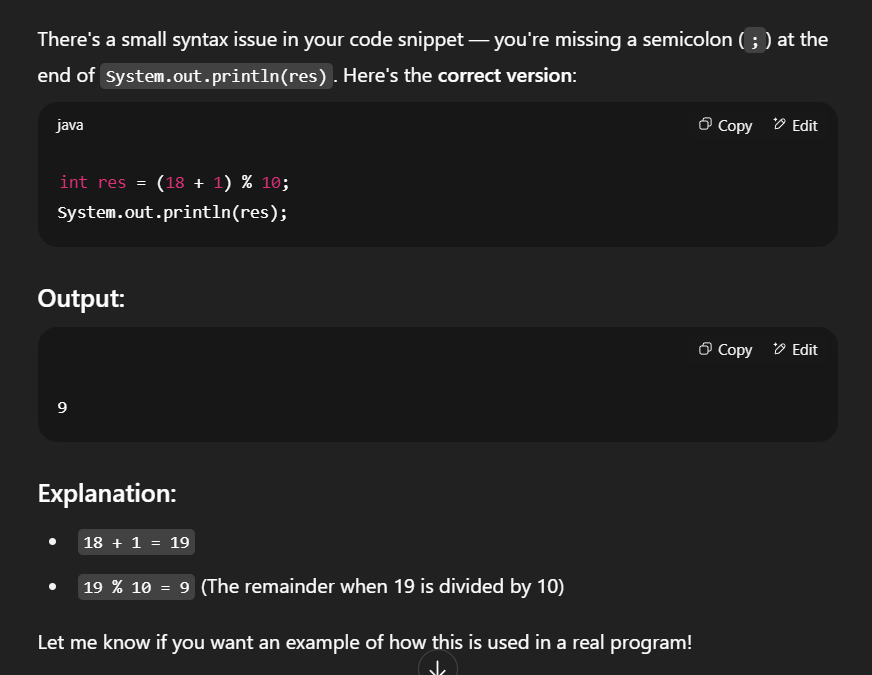 There's a small syntax issue in your code snippet — you're missing a semicolon (;) at the
end of System.out.println(res). Here's the correct version:
java
Copy
Edit
int res = (18 + 1) % 10;
System.out.println(res);
Output:
Copy
Edit
9
Explanation:
• 18 + 1 = 19
• 19 % 10 = 9 (The remainder when 19 is divided by 10)
Let me know if you want an example of how this is used in a real program!